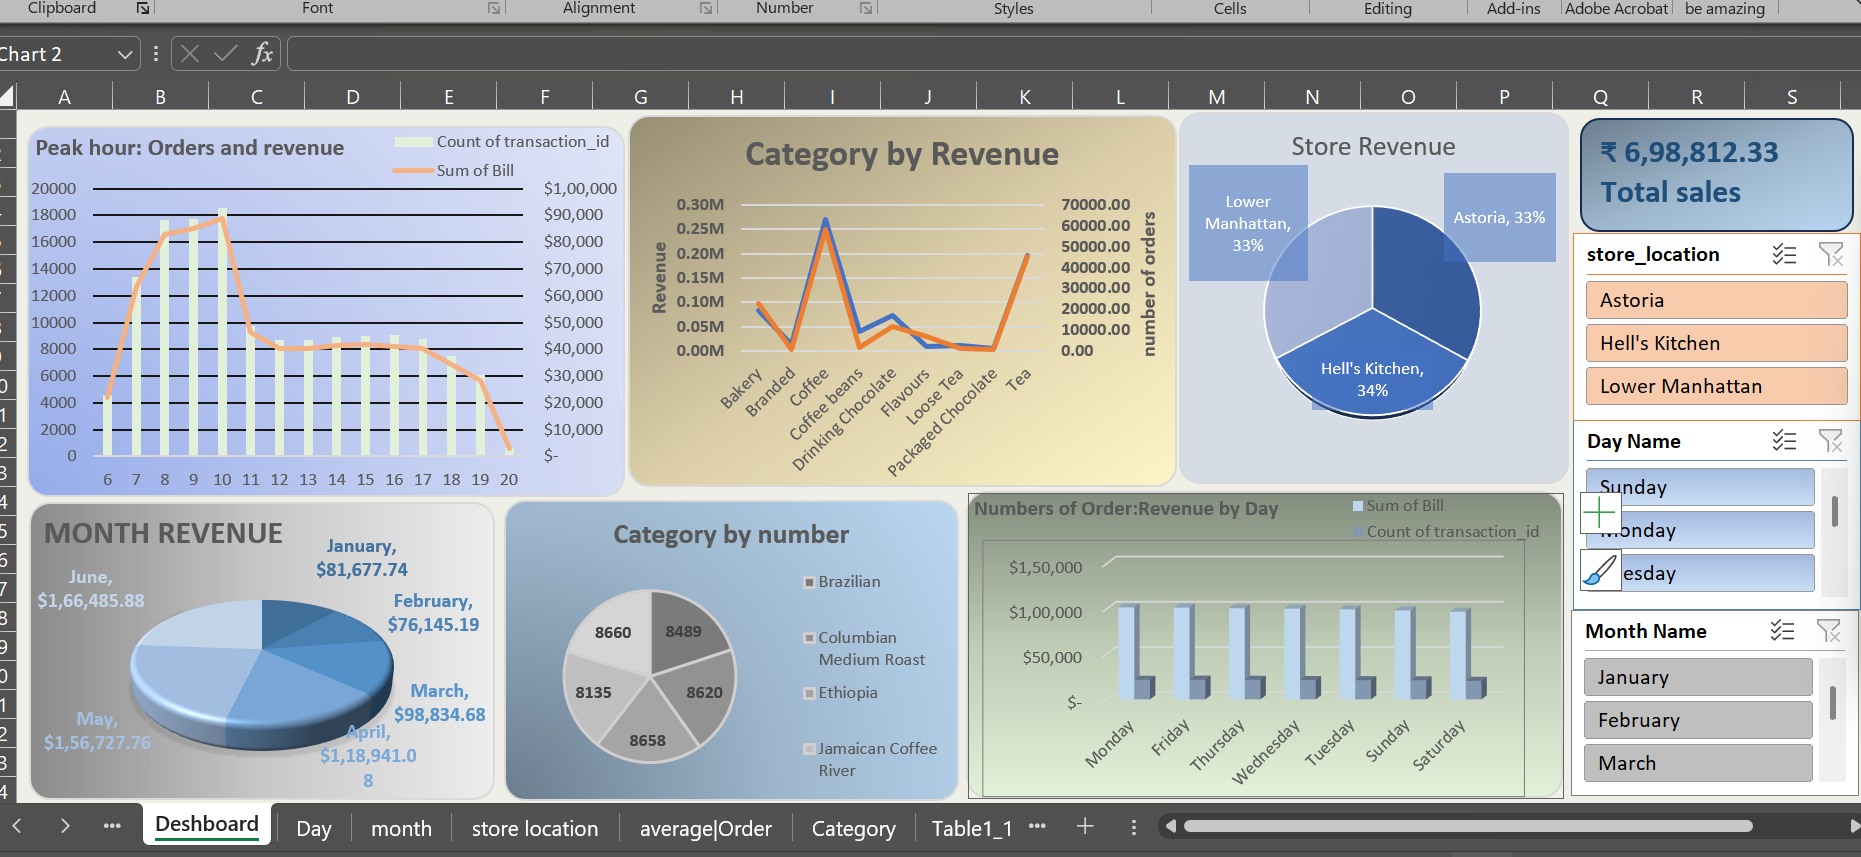 Clipboard
Font
Alignment
Number
Styles
Cells
Editing
Add-ins
Adobe Acrobat
be amazing
Chart 2
fx
A B C D E F G H I J K L M N O P Q R S
Peak hour: Orders and revenue
Count of transaction_id
Sum of Bill
20000
18000
16000
14000
12000
10000
8000
6000
4000
2000
0
$1,00,000
$90,000
$80,000
$70,000
$60,000
$50,000
$40,000
$30,000
$20,000
$10,000
$-
6 7 8 9 10 11 12 13 14 15 16 17 18 19 20
Category by Revenue
Revenue
0.30M
0.25M
0.20M
0.15M
0.10M
0.05M
0.00M
70000.00
60000.00
50000.00
40000.00
30000.00
20000.00
10000.00
0.00
number of orders
Bakery
Branded
Coffee
Coffee beans
Drinking Chocolate
Flavours
Loose Tea
Packaged Chocolate
Tea
Store Revenue
Lower
Manhattan,
33%
Astoria, 33%
Hell's Kitchen,
34%
₹ 6,98,812.33
Total sales
store_location
Astoria
Hell's Kitchen
Lower Manhattan
Day Name
Sunday
Monday
esday
Month Name
January
February
March
MONTH REVENUE
January,
$81,677.74
February,
$76,145.19
March,
$98,834.68
April,
$1,18,941.0
8
May,
$1,56,727.76
June,
$1,66,485.88
Category by number
8489
8620
8658
8135
8660
Brazilian
Columbian
Medium Roast
Ethiopia
Jamaican Coffee
River
Numbers of Order:Revenue by Day
Sum of Bill
Count of transaction_id
$1,50,000
$1,00,000
$50,000
$-
Monday
Friday
Thursday
Wednesday
Tuesday
Sunday
Saturday
Deshboard
Day
month
store location
average|Order
Category
Table1_1